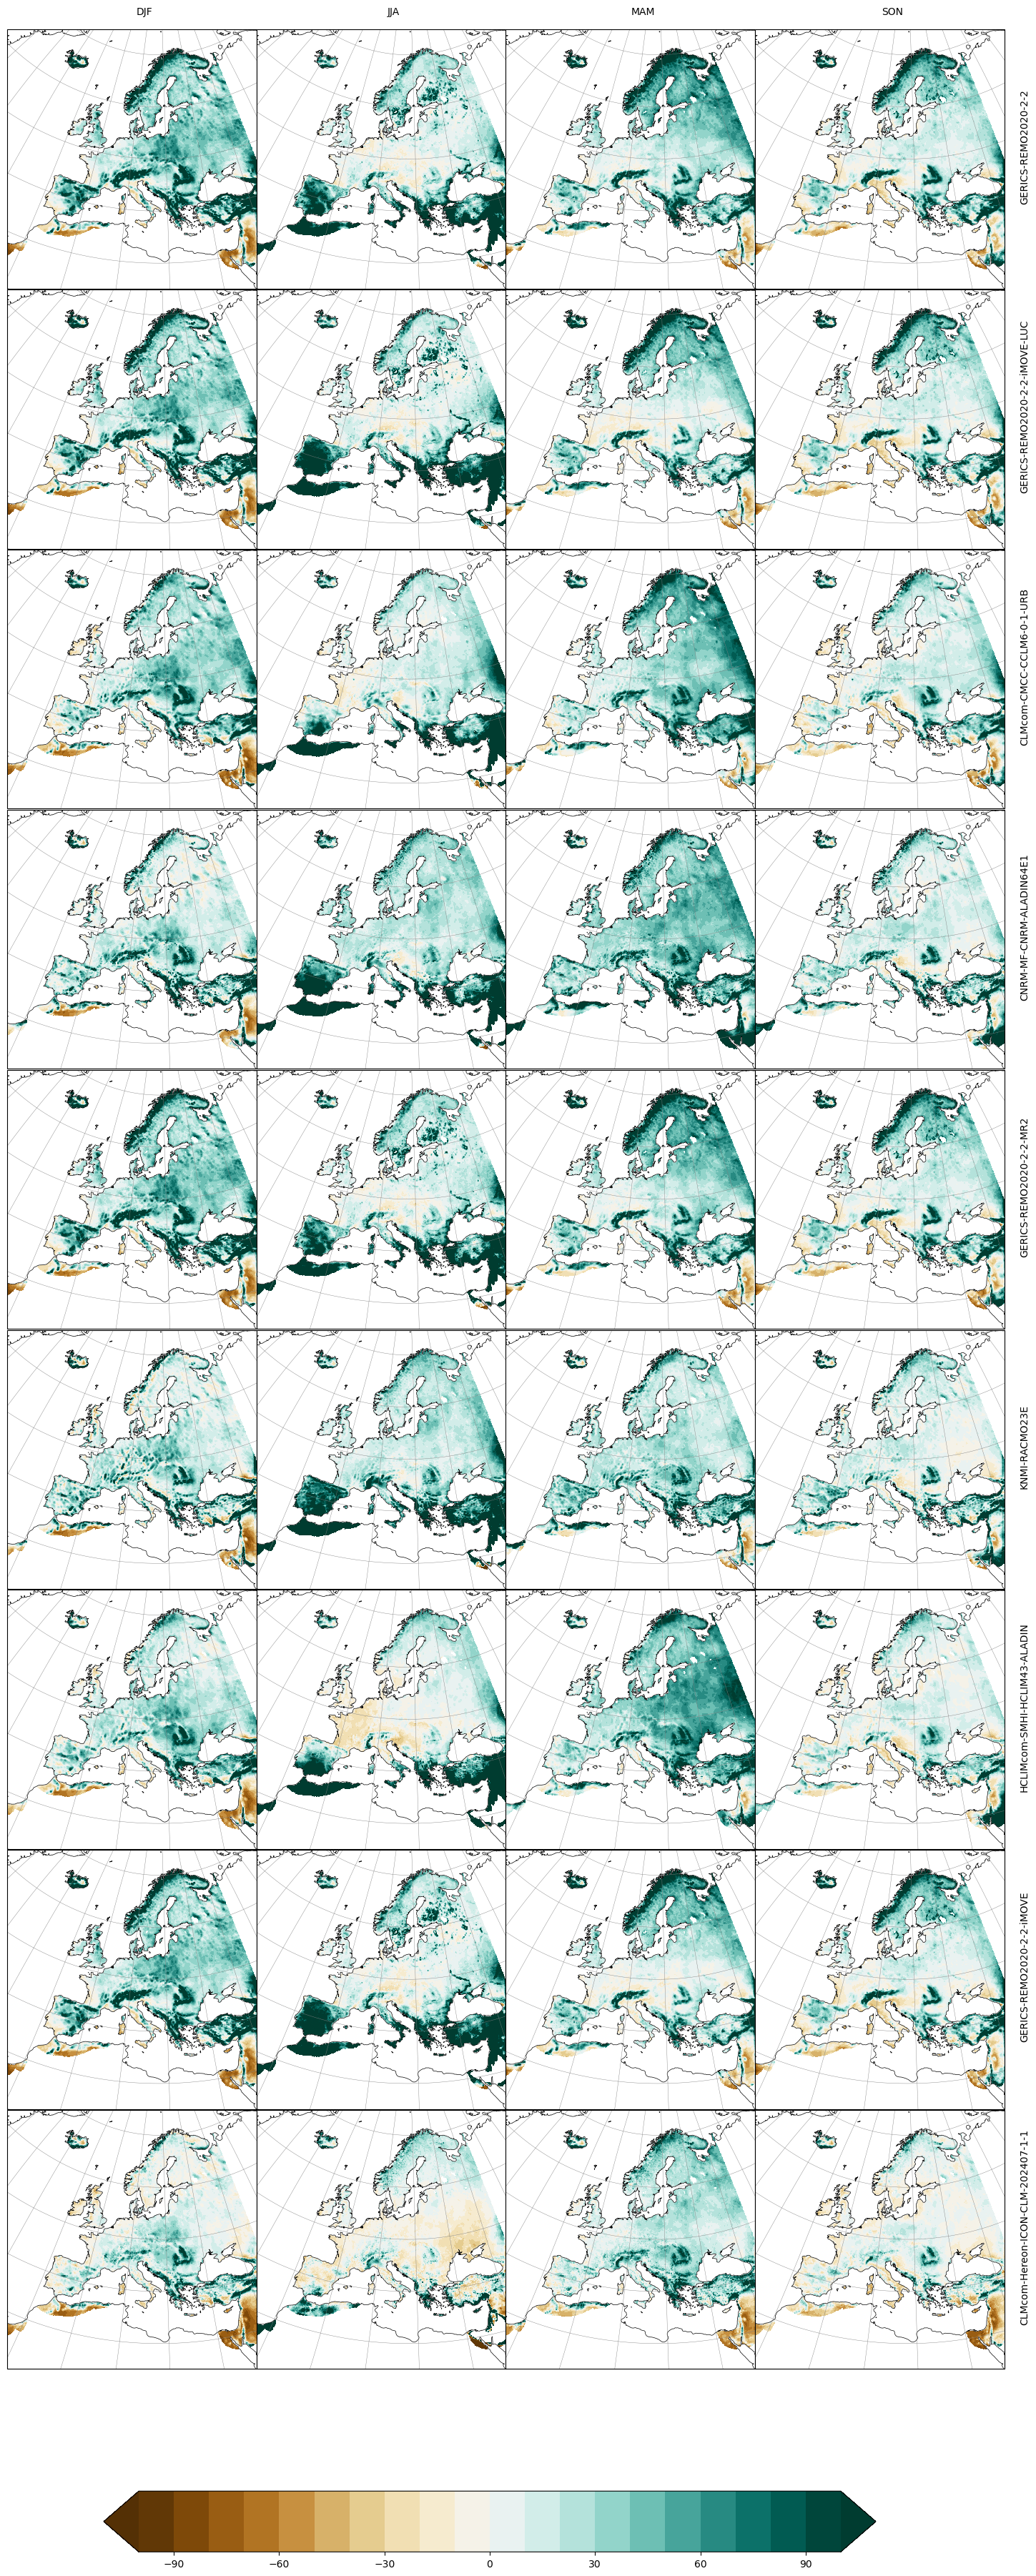 DJF JJA MAM SON
GERICS-REMO2020-2-2
GERICS-REMO2020-2-2-iMOVE-LUC
CLMcom-CMCC-CCLM6-0-1-URB
CNRM-MF-CNRM-ALADIN64E1
GERICS-REMO2020-2-2-MR2
KNMI-RACMO23E
HCLIMcom-SMHI-HCLIM43-ALADIN
GERICS-REMO2020-2-2-iMOVE
CLMcom-Hereon-ICON-CLM-202407-1-1
−90 −60 −30 0 30 60 90